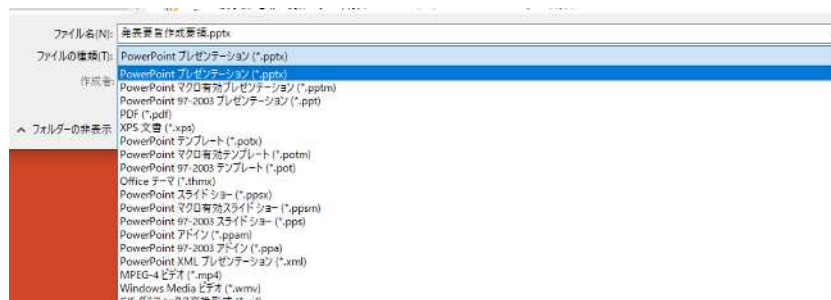 ファイル名(N): 発表要旨作成要領.pptx
ファイルの種類(T): PowerPoint プレゼンテーション (*.pptx)
作成者:
PowerPoint プレゼンテーション (*.pptx)
PowerPoint マクロ有効プレゼンテーション (*.pptm)
PowerPoint 97-2003 プレゼンテーション (*.ppt)
PDF (*.pdf)
フォルダーの非表示
XPS 文書 (*.xps)
PowerPoint テンプレート (*.potx)
PowerPoint マクロ有効テンプレート (*.potm)
PowerPoint 97-2003 テンプレート (*.pot)
Office テーマ (*.thmx)
PowerPoint スライド ショー (*.ppsx)
PowerPoint マクロ有効スライド ショー (*.ppsm)
PowerPoint 97-2003 スライド ショー (*.pps)
PowerPoint アドイン (*.ppam)
PowerPoint 97-2003 アドイン (*.ppa)
PowerPoint XML プレゼンテーション (*.xml)
MPEG-4 ビデオ (*.mp4)
Windows Media ビデオ (*.wmv)